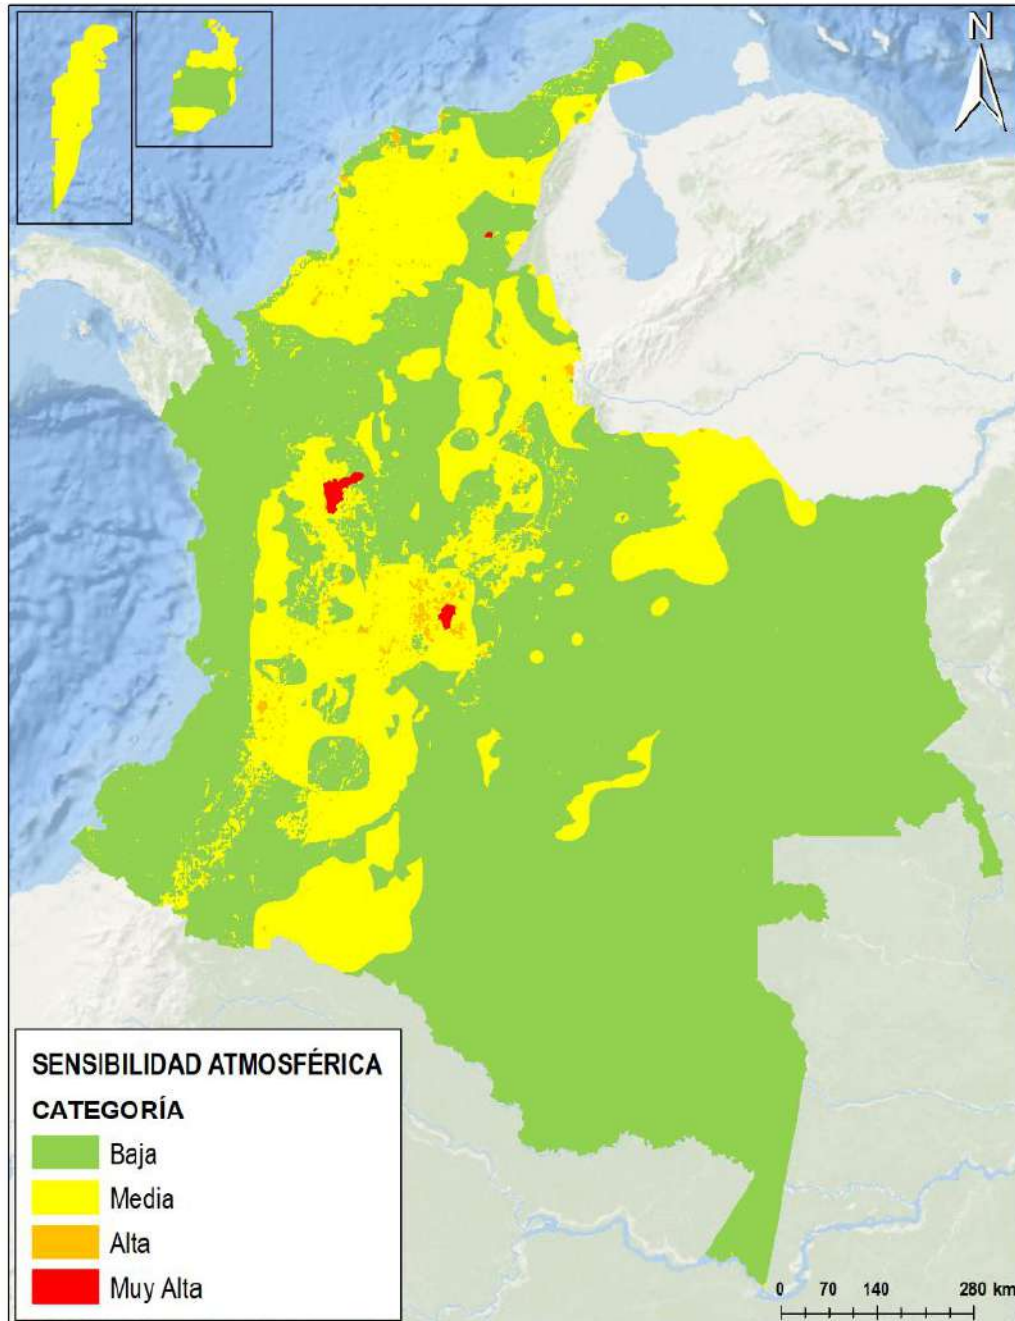 N
SENSIBILIDAD ATMOSFÉRICA
CATEGORÍA
Baja
Media
Alta
Muy Alta
0 70 140 280 km